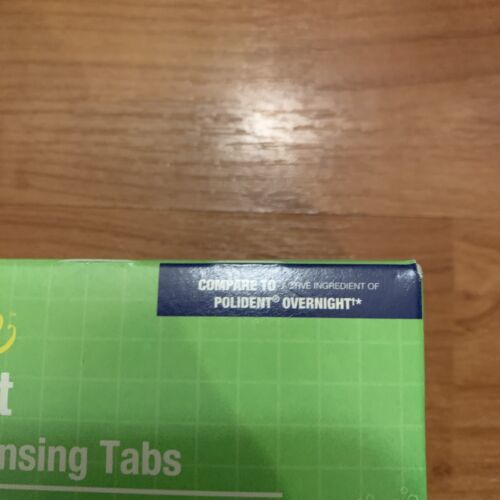 COMPARE TO ACTIVE INGREDIENT OF
POLIDENT® OVERNIGHT†*
t
nsing Tabs